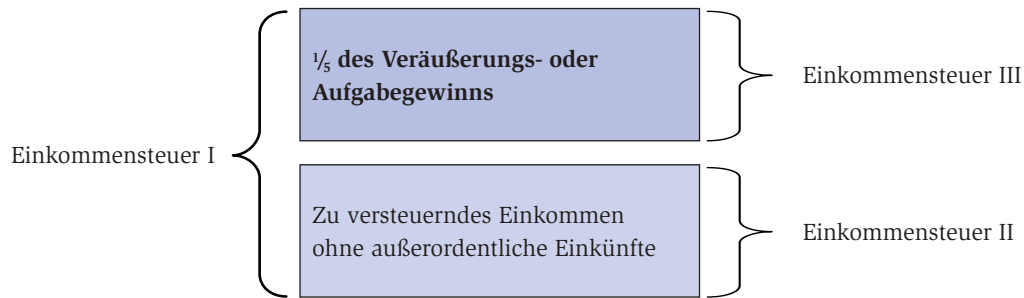 ⅕ des Veräußerungs- oder
Aufgabegewinns
Einkommensteuer III
Einkommensteuer I
Zu versteuerndes Einkommen
ohne außerordentliche Einkünfte
Einkommensteuer II